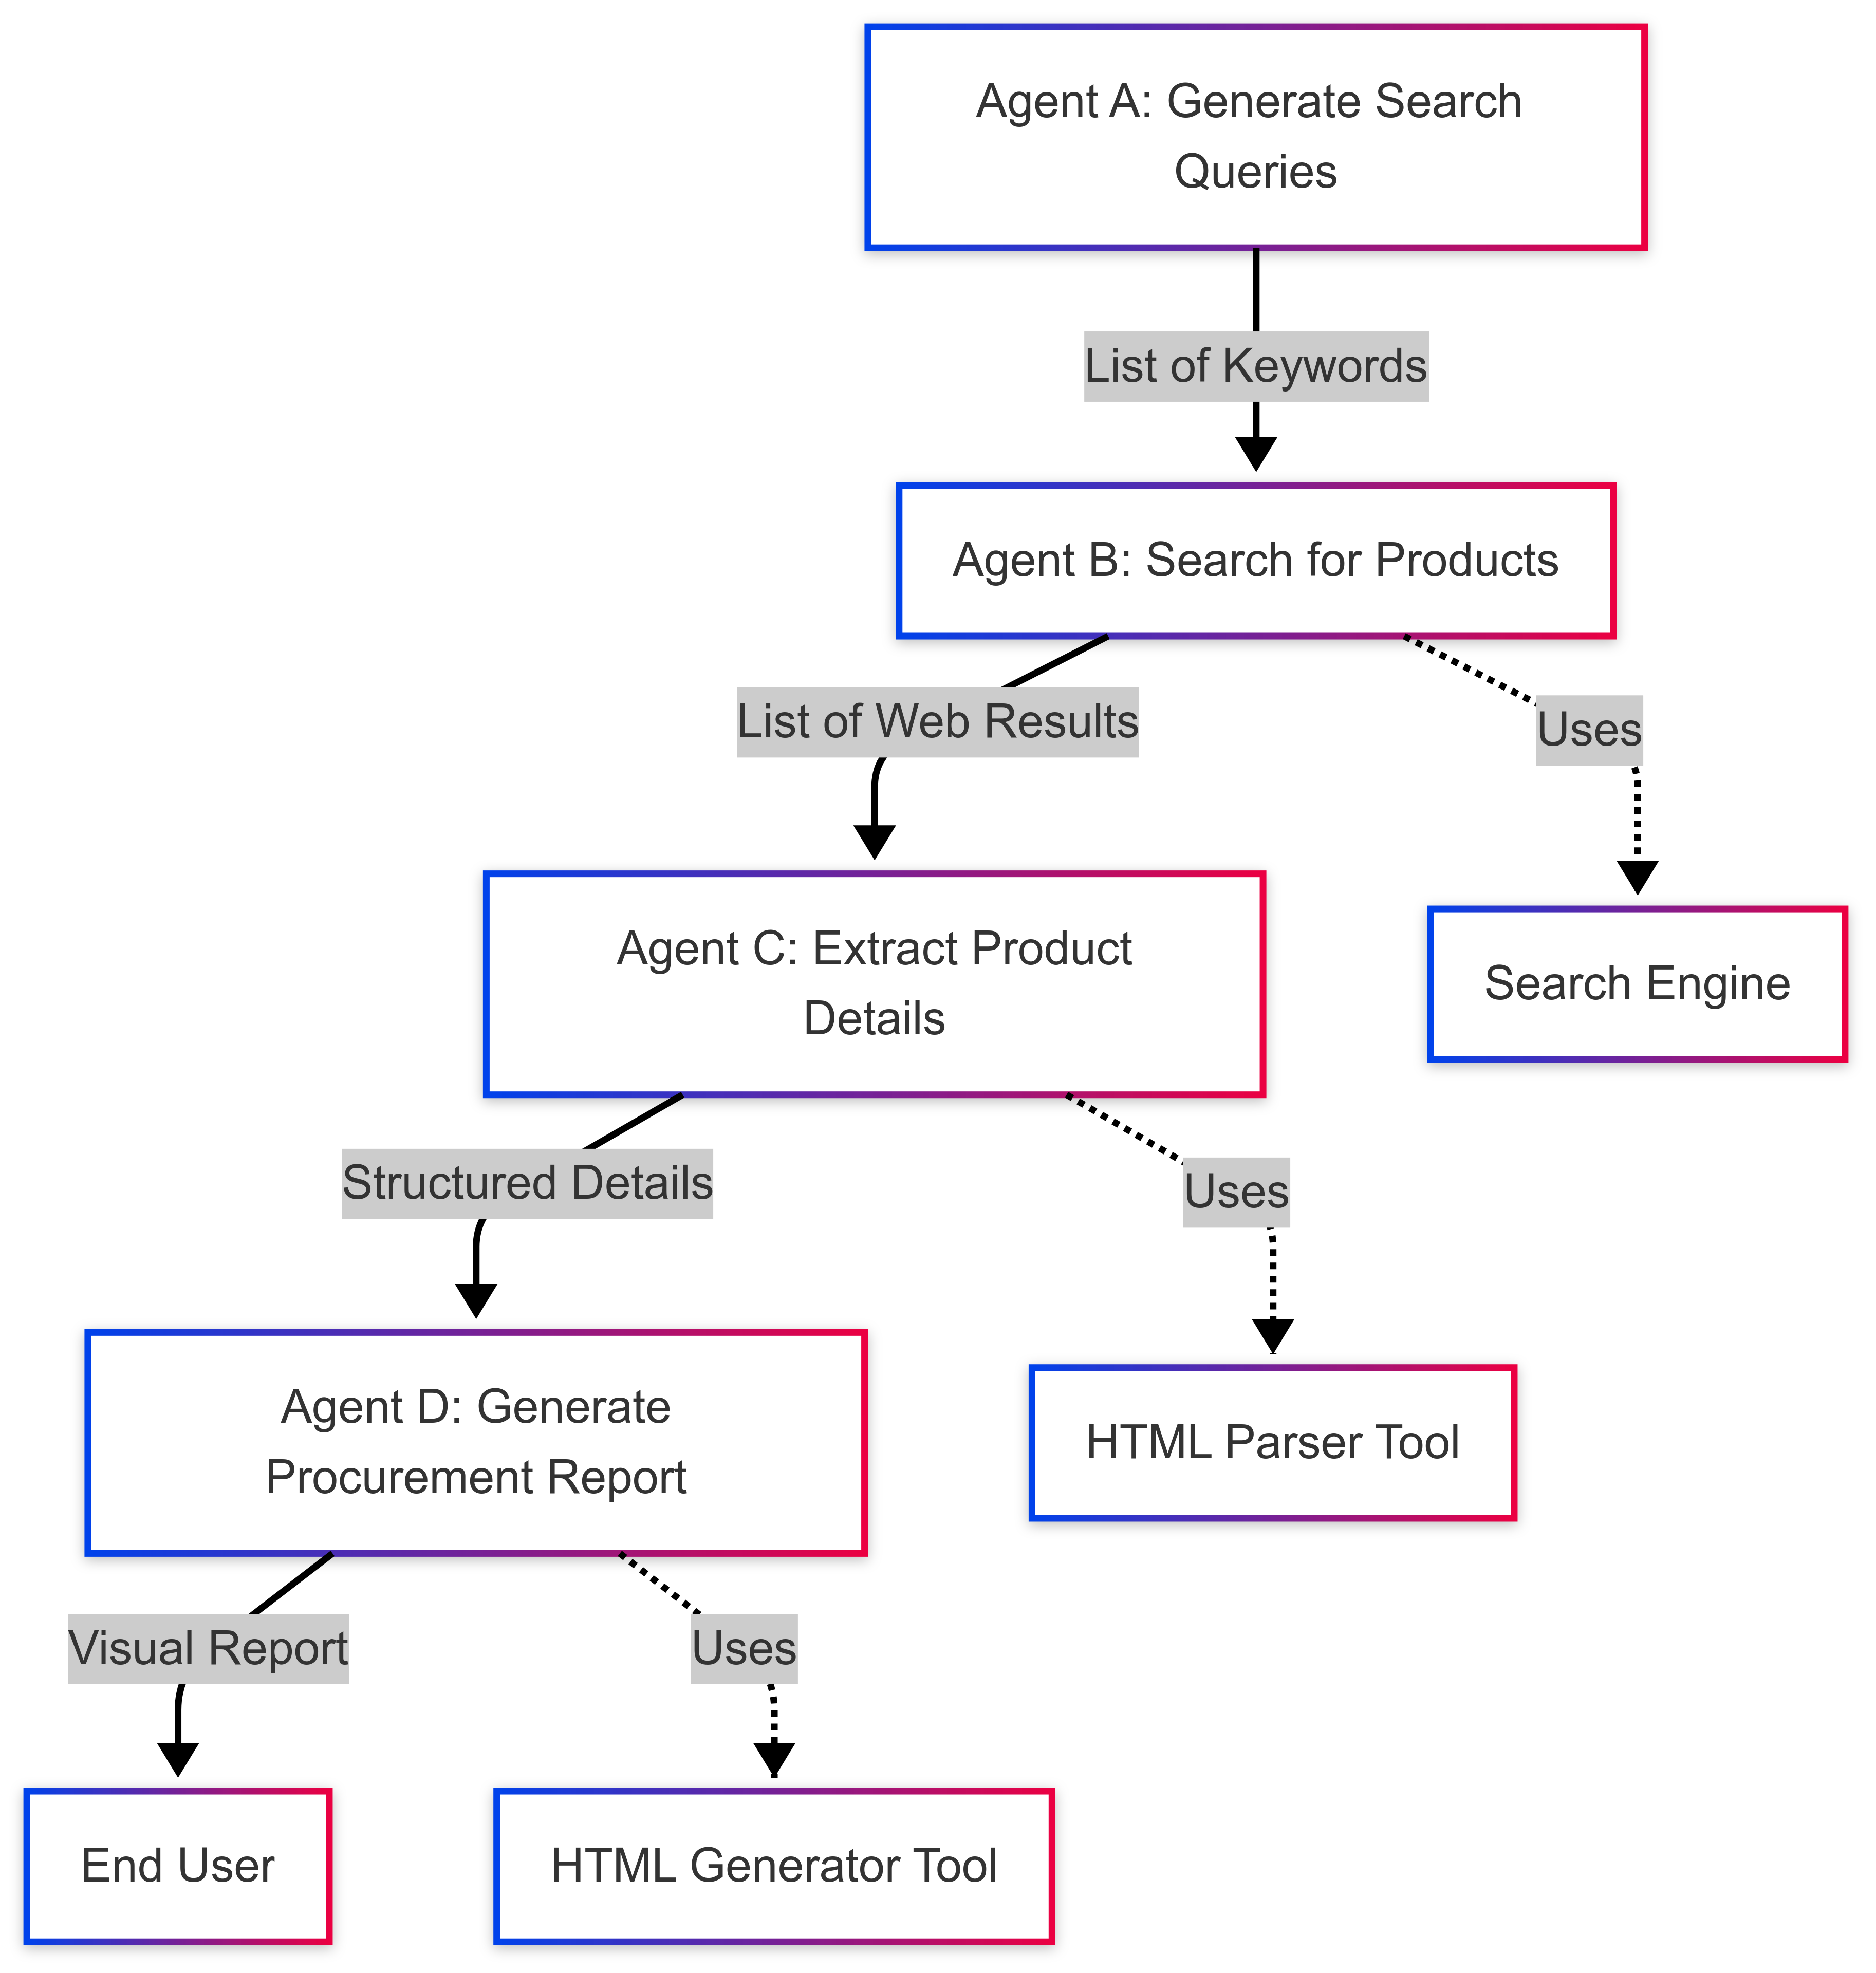 Agent A: Generate Search
Queries
List of Keywords
Agent B: Search for Products
List of Web Results
Uses
Agent C: Extract Product
Details
Search Engine
Structured Details
Uses
Agent D: Generate
Procurement Report
HTML Parser Tool
Visual Report
Uses
End User
HTML Generator Tool